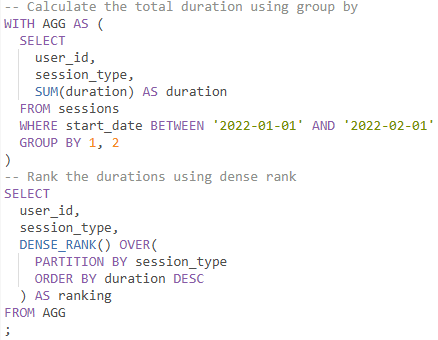 -- Calculate the total duration using group by
WITH AGG AS (
  SELECT
    user_id,
    session_type,
    SUM(duration) AS duration
  FROM sessions
  WHERE start_date BETWEEN '2022-01-01' AND '2022-02-01'
  GROUP BY 1, 2
)
-- Rank the durations using dense rank
SELECT
  user_id,
  session_type,
  DENSE_RANK() OVER(
    PARTITION BY session_type
    ORDER BY duration DESC
  ) AS ranking
FROM AGG
;